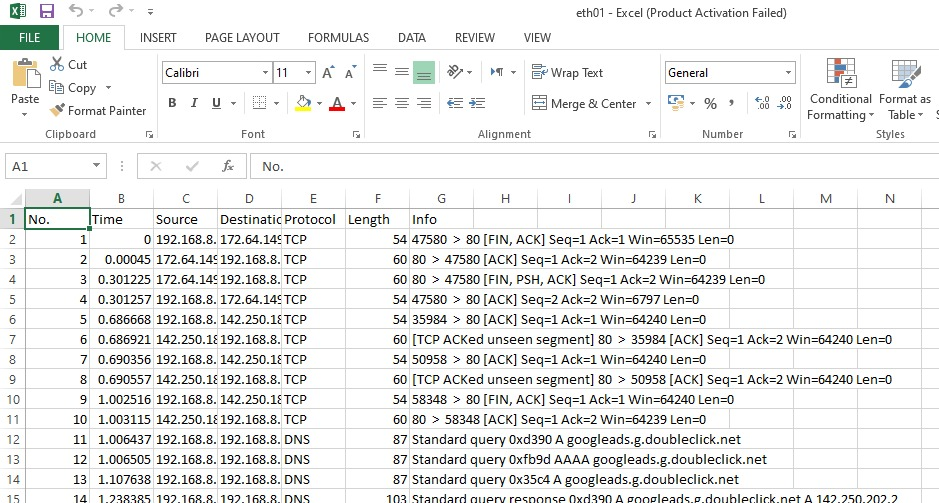 eth01 - Excel (Product Activation Failed)
FILE HOME INSERT PAGE LAYOUT FORMULAS DATA REVIEW VIEW
Paste
Cut
Copy
Format Painter
Calibri 11
B I U
Wrap Text
Merge & Center
General
% ,
Conditional Formatting
Format as Table
Clipboard Font Alignment Number Styles
A1 fx No.
A B C D E F G H I J K L M N
1 No. Time Source Destinatio Protocol Length Info
2 1 0 192.168.8. 172.64.149 TCP 54 47580 > 80 [FIN, ACK] Seq=1 Ack=1 Win=65535 Len=0
3 2 0.00045 172.64.149 192.168.8. TCP 60 80 > 47580 [ACK] Seq=1 Ack=2 Win=64239 Len=0
4 3 0.301225 172.64.149 192.168.8. TCP 60 80 > 47580 [FIN, PSH, ACK] Seq=1 Ack=2 Win=64239 Len=0
5 4 0.301257 192.168.8. 172.64.149 TCP 54 47580 > 80 [ACK] Seq=2 Ack=2 Win=6797 Len=0
6 5 0.686668 192.168.8. 142.250.18 TCP 54 35984 > 80 [ACK] Seq=1 Ack=1 Win=64240 Len=0
7 6 0.686921 142.250.18 192.168.8. TCP 60 [TCP ACKed unseen segment] 80 > 35984 [ACK] Seq=1 Ack=2 Win=64240 Len=0
8 7 0.690356 192.168.8. 142.250.18 TCP 54 50958 > 80 [ACK] Seq=1 Ack=1 Win=64240 Len=0
9 8 0.690557 142.250.18 192.168.8. TCP 60 [TCP ACKed unseen segment] 80 > 50958 [ACK] Seq=1 Ack=2 Win=64240 Len=0
10 9 1.002516 192.168.8. 142.250.18 TCP 54 58348 > 80 [FIN, ACK] Seq=1 Ack=1 Win=64240 Len=0
11 10 1.003115 142.250.18 192.168.8. TCP 60 80 > 58348 [ACK] Seq=1 Ack=2 Win=64239 Len=0
12 11 1.006437 192.168.8. 192.168.8. DNS 87 Standard query 0xd390 A googleads.g.doubleclick.net
13 12 1.006505 192.168.8. 192.168.8. DNS 87 Standard query 0xfb9d AAAA googleads.g.doubleclick.net
14 13 1.107638 192.168.8. 192.168.8. DNS 87 Standard query 0x35c4 A googleads.g.doubleclick.net
15 14 1.238385 192.168.8. 192.168.8. DNS 103 Standard query response 0xd390 A googleads.g.doubleclick.net A 142.250.202.2